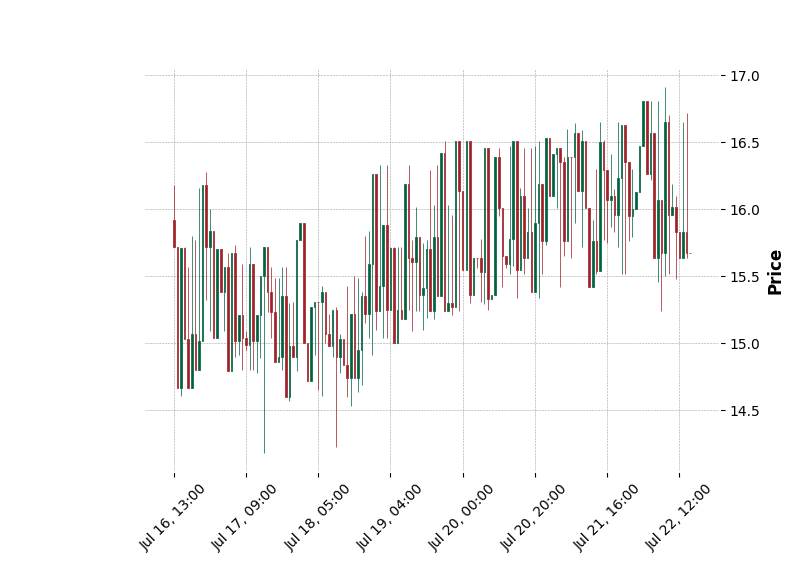 17.0
16.5
16.0
15.5
15.0
14.5
Price
Jul 16, 13:00
Jul 17, 09:00
Jul 18, 05:00
Jul 19, 04:00
Jul 20, 00:00
Jul 20, 20:00
Jul 21, 16:00
Jul 22, 12:00